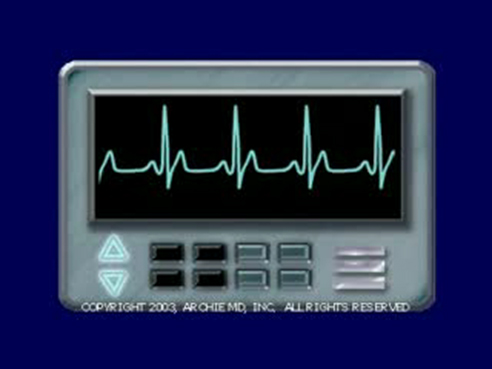 COPYRIGHT 2003, ARCHIE MD, INC, ALL RIGHTS RESERVED